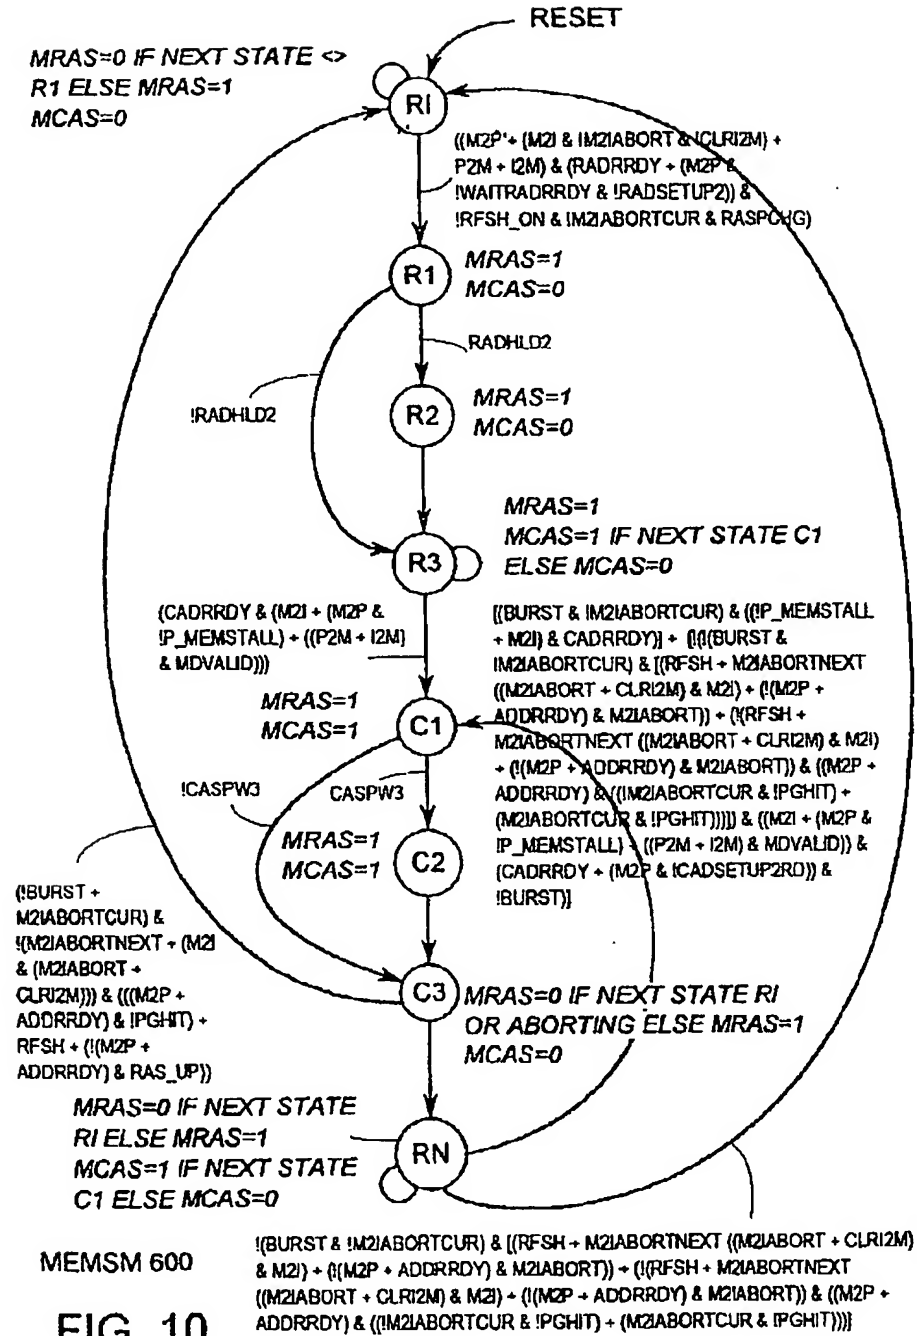 RESET
MRAS=0 IF NEXT STATE <>
R1 ELSE MRAS=1
MCAS=0
RI
((M2P + (M2I & !M2IABORT & !CLRI2M) +
P2M + I2M) & (RADRRDY + (M2P &
!WAITRADRRDY & !RADSETUP2)) &
!RFSH_ON & !M2IABORTCUR & RASPCHG)
R1
MRAS=1
MCAS=0
RADHLD2
!RADHLD2
R2
MRAS=1
MCAS=0
MRAS=1
MCAS=1 IF NEXT STATE C1
ELSE MCAS=0
R3
(CADRRDY & (M2I + (M2P &
!P_MEMSTALL) + ((P2M + I2M)
& MDVALID)))
[(BURST & !M2IABORTCUR) & ((!P_MEMSTALL
+ M2I) & CADRRDY)] + [!(!(BURST &
!M2IABORTCUR) & [(RFSH + M2IABORTNEXT
((M2IABORT + CLRI2M) & M2I) + (!(M2P +
ADDRRDY) & M2IABORT)) + (!(RFSH +
M2IABORTNEXT ((M2IABORT + CLRI2M) & M2I)
+ (!(M2P + ADDRRDY) & M2IABORT)) & ((M2P +
ADDRRDY) & ((!M2IABORTCUR & !PGHIT) +
(M2IABORTCUR & !PGHIT)))]) & ((M2I + (M2P &
!P_MEMSTALL) + ((P2M + I2M) & MDVALID)) &
(CADRRDY + (M2P & !CADSETUP2RD)) &
!BURST)]
MRAS=1
MCAS=1
C1
!CASPW3
CASPW3
MRAS=1
MCAS=1
C2
(!BURST +
M2IABORTCUR) &
!(M2IABORTNEXT + (M2I
& (M2IABORT +
CLRI2M))) & (((M2P +
ADDRRDY) & !PGHIT) +
RFSH + (!(M2P +
ADDRRDY) & RAS_UP))
C3
MRAS=0 IF NEXT STATE RI
OR ABORTING ELSE MRAS=1
MCAS=0
MRAS=0 IF NEXT STATE
RI ELSE MRAS=1
MCAS=1 IF NEXT STATE
C1 ELSE MCAS=0
RN
!(BURST & !M2IABORTCUR) & [(RFSH + M2IABORTNEXT ((M2IABORT + CLRI2M)
& M2I) + (!(M2P + ADDRRDY) & M2IABORT)) + (!(RFSH + M2IABORTNEXT
((M2IABORT + CLRI2M) & M2I) + (!(M2P + ADDRRDY) & M2IABORT)) & ((M2P +
ADDRRDY) & ((!M2IABORTCUR & !PGHIT) + (M2IABORTCUR & !PGHIT)))]
MEMSM 600
FIG. 10